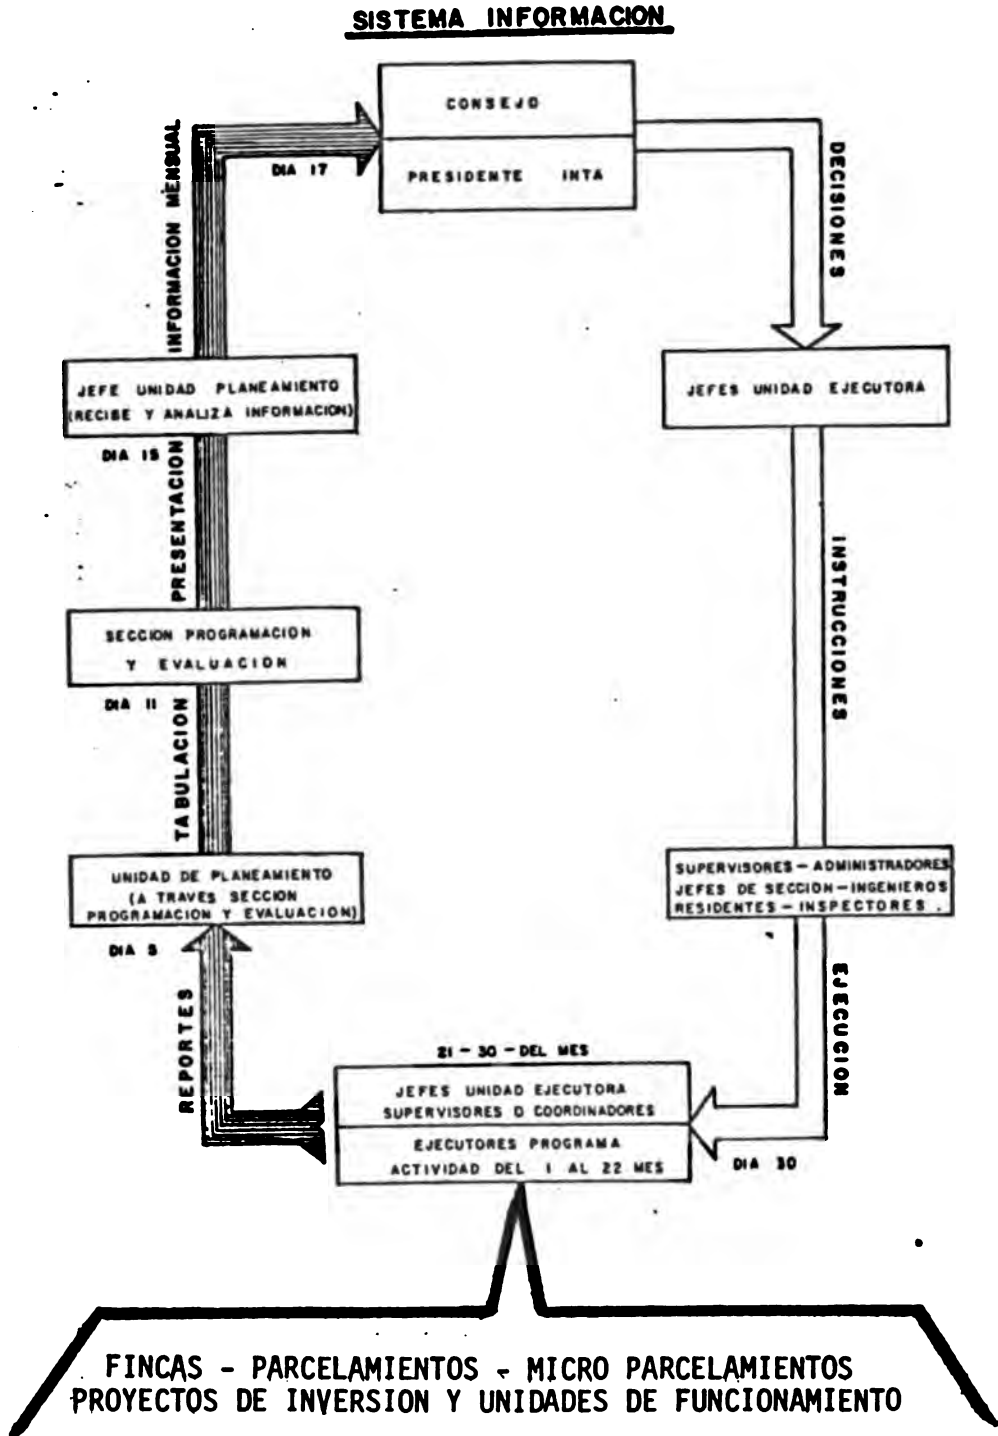 SISTEMA INFORMACION
CONSEJO
PRESIDENTE INTA
DIA 17
INFORMACION MENSUAL
DECISIONES
JEFE UNIDAD PLANEAMIENTO
(RECIBE Y ANALIZA INFORMACION)
DIA 15
JEFES UNIDAD EJECUTORA
PRESENTACION
INSTRUCCIONES
SECCION PROGRAMACION
Y EVALUACION
DIA 11
TABULACION
UNIDAD DE PLANEAMIENTO
(A TRAVES SECCION
PROGRAMACION Y EVALUACION)
DIA 5
SUPERVISORES - ADMINISTRADORES
JEFES DE SECCION - INGENIEROS
RESIDENTES - INSPECTORES .
REPORTES
EJECUCION
21 - 30 - DEL MES
JEFES UNIDAD EJECUTORA
SUPERVISORES O COORDINADORES
EJECUTORES PROGRAMA
ACTIVIDAD DEL 1 AL 22 MES
DIA 30
FINCAS - PARCELAMIENTOS - MICRO PARCELAMIENTOS
PROYECTOS DE INVERSION Y UNIDADES DE FUNCIONAMIENTO